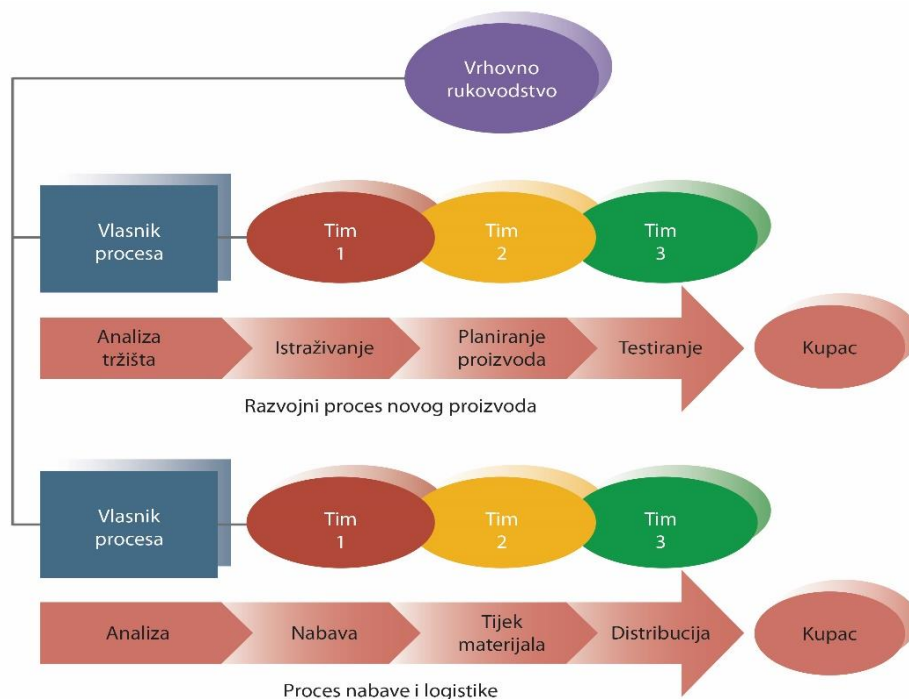 Vrhovno
rukovodstvo
Vlasnik
procesa
Tim
1
Tim
2
Tim
3
Analiza
tržišta
Istraživanje
Planiranje
proizvoda
Testiranje
Kupac
Razvojni proces novog proizvoda
Vlasnik
procesa
Tim
1
Tim
2
Tim
3
Analiza
Nabava
Tijek
materijala
Distribucija
Kupac
Proces nabave i logistike